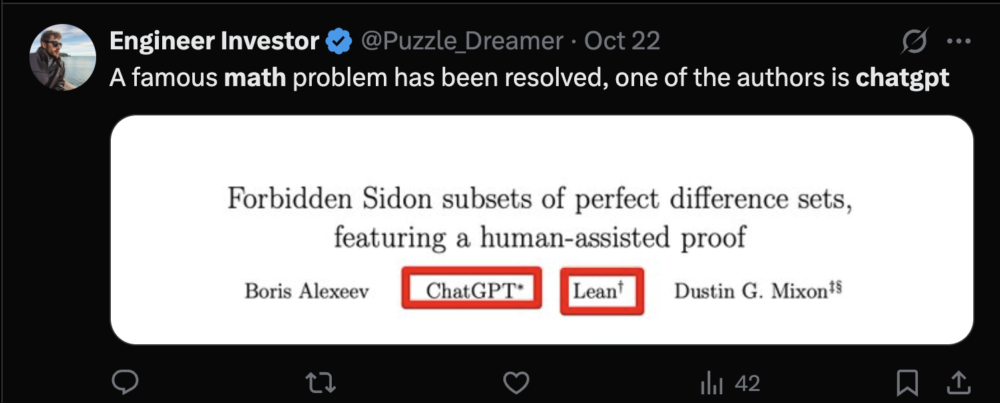 Engineer Investor @Puzzle_Dreamer · Oct 22
A famous math problem has been resolved, one of the authors is chatgpt
Forbidden Sidon subsets of perfect difference sets,
featuring a human-assisted proof
Boris Alexeev ChatGPT* Lean† Dustin G. Mixon‡§
42